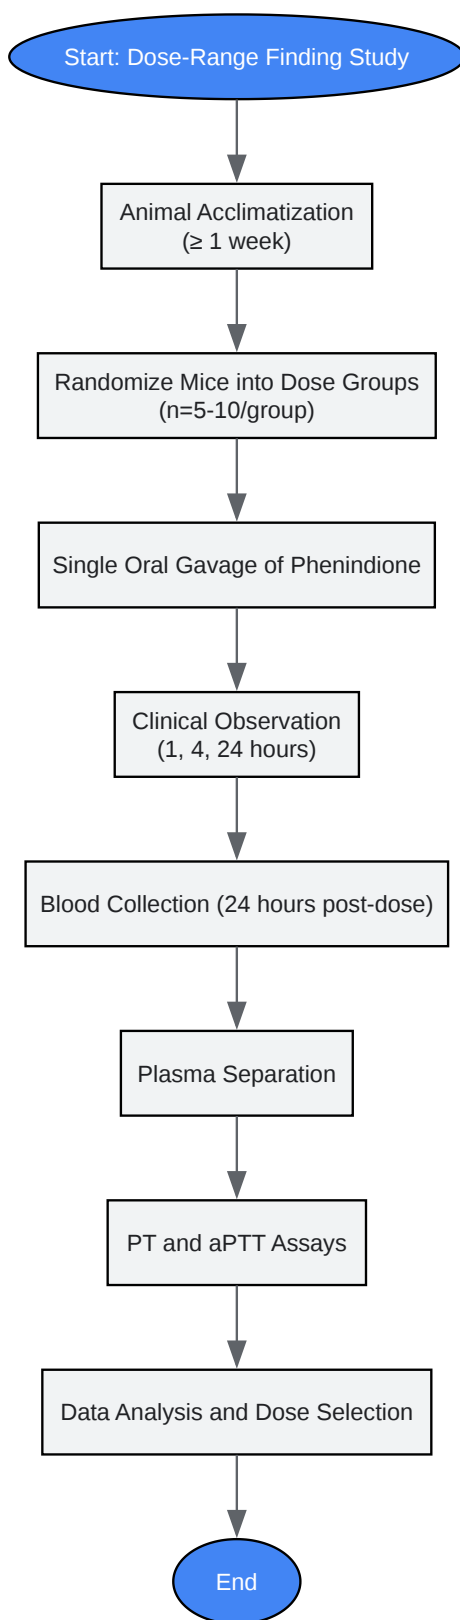 Start: Dose-Range Finding Study
Animal Acclimatization
(≥ 1 week)
Randomize Mice into Dose Groups
(n=5-10/group)
Single Oral Gavage of Phenindione
Clinical Observation
(1, 4, 24 hours)
Blood Collection (24 hours post-dose)
Plasma Separation
PT and aPTT Assays
Data Analysis and Dose Selection
End